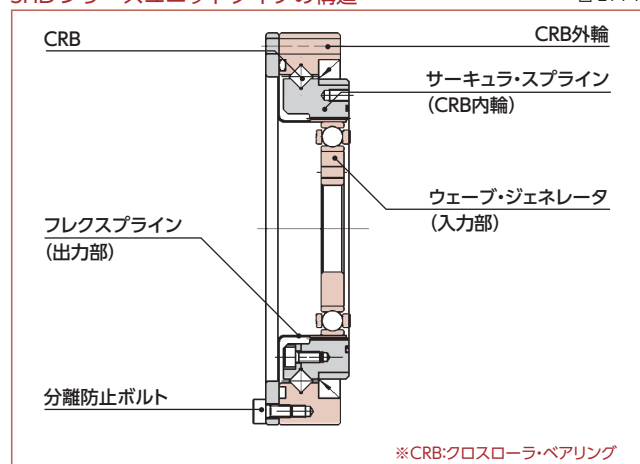 CRB
CRB外輪
サーキュラ・スプライン
(CRB内輪)
ウェーブ・ジェネレータ
(入力部)
フレクスプライン
(出力部)
分離防止ボルト
※CRB:クロスローラ・ベアリング